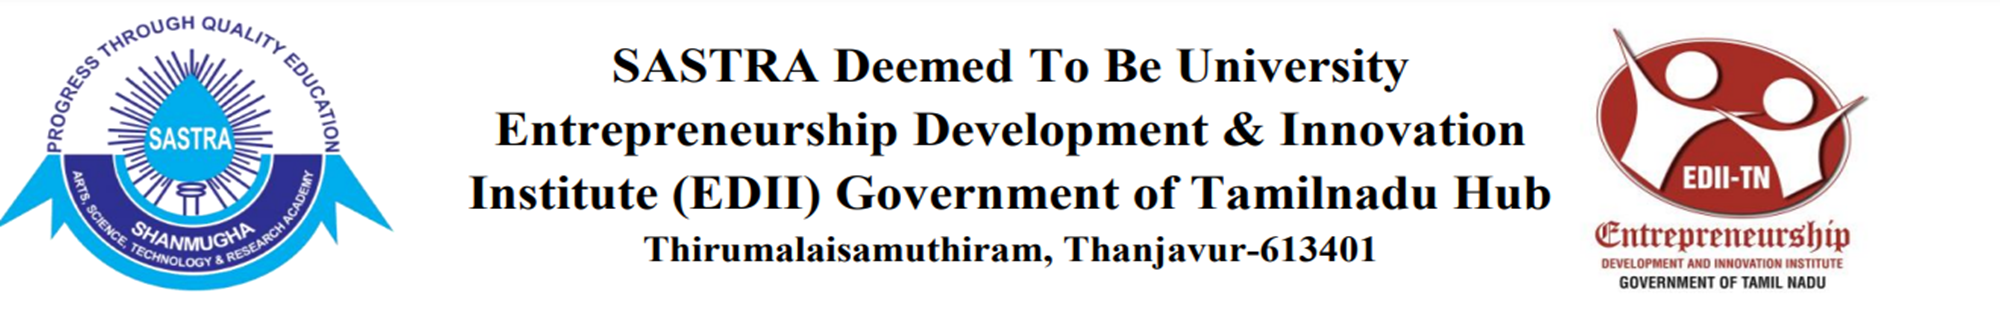 PROGRESS THROUGH QUALITY EDUCATION
SASTRA
SHANMUGHA
ARTS, SCIENCE, TECHNOLOGY & RESEARCH ACADEMY
SASTRA Deemed To Be University
Entrepreneurship Development & Innovation
Institute (EDII) Government of Tamilnadu Hub
Thirumalaisamuthiram, Thanjavur-613401
EDII-TN
Entrepreneurship
DEVELOPMENT AND INNOVATION INSTITUTE
GOVERNMENT OF TAMIL NADU